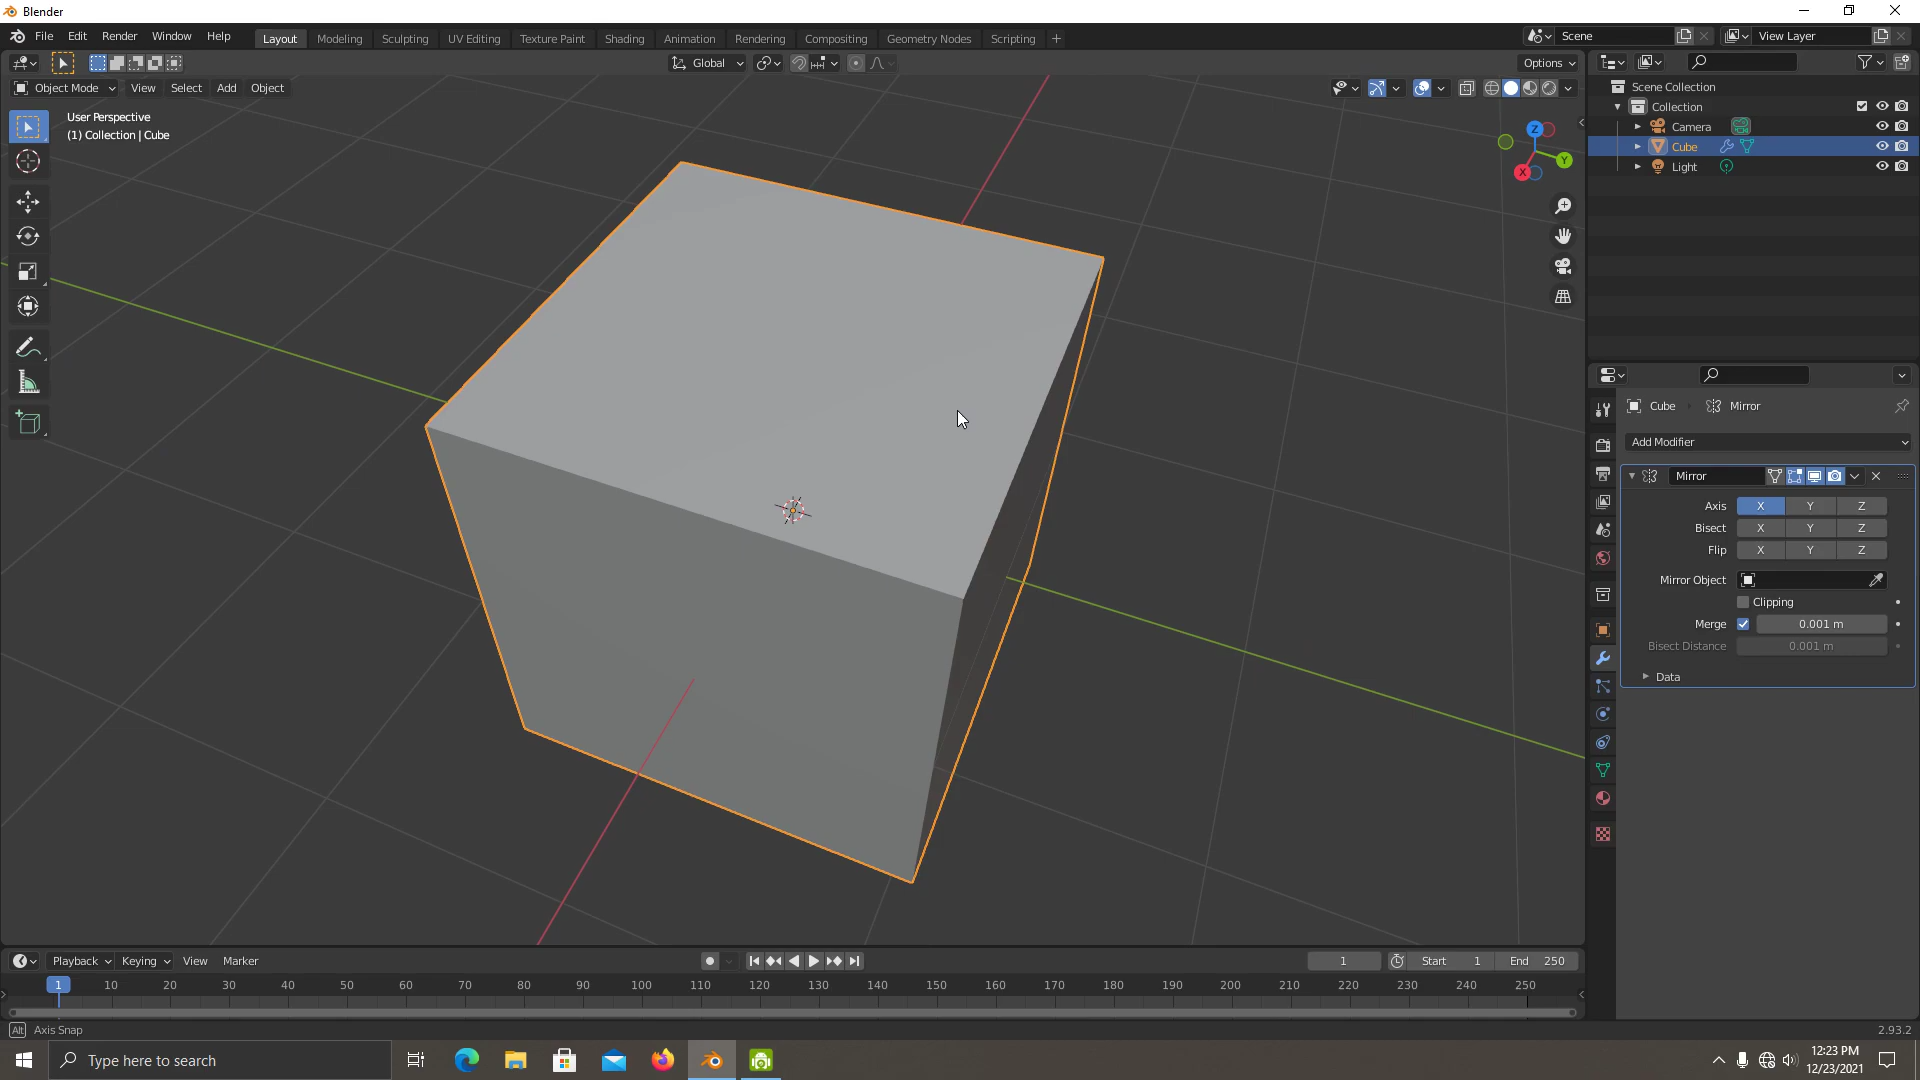 Blender
File Edit Render Window Help Layout Modeling Sculpting UV Editing Texture Paint Shading Animation Rendering Compositing Geometry Nodes Scripting + Scene View Layer
Global Options
Object Mode View Select Add Object
User Perspective
(1) Collection | Cube
Z
Y
X
Scene Collection
Collection
Camera
Cube
Light
Cube Mirror
Add Modifier
Mirror
Axis X Y Z
Bisect X Y Z
Flip X Y Z
Mirror Object
Clipping
Merge 0.001 m
Bisect Distance 0.001 m
Data
Playback Keying View Marker 1 Start 1 End 250
1 10 20 30 40 50 60 70 80 90 100 110 120 130 140 150 160 170 180 190 200 210 220 230 240 250
Alt Axis Snap 2.93.2
Type here to search
12:23 PM
12/23/2021